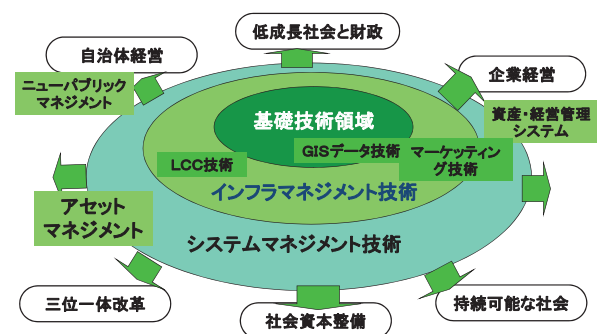 低成長社会と財政
自治体経営
企業経営
ニューパブリック
マネジメント
資産・経営管理
システム
基礎技術領域
GISデータ技術
マーケッティン
グ技術
LCC技術
インフラマネジメント技術
アセット
マネジメント
システムマネジメント技術
三位一体改革
社会資本整備
持続可能な社会